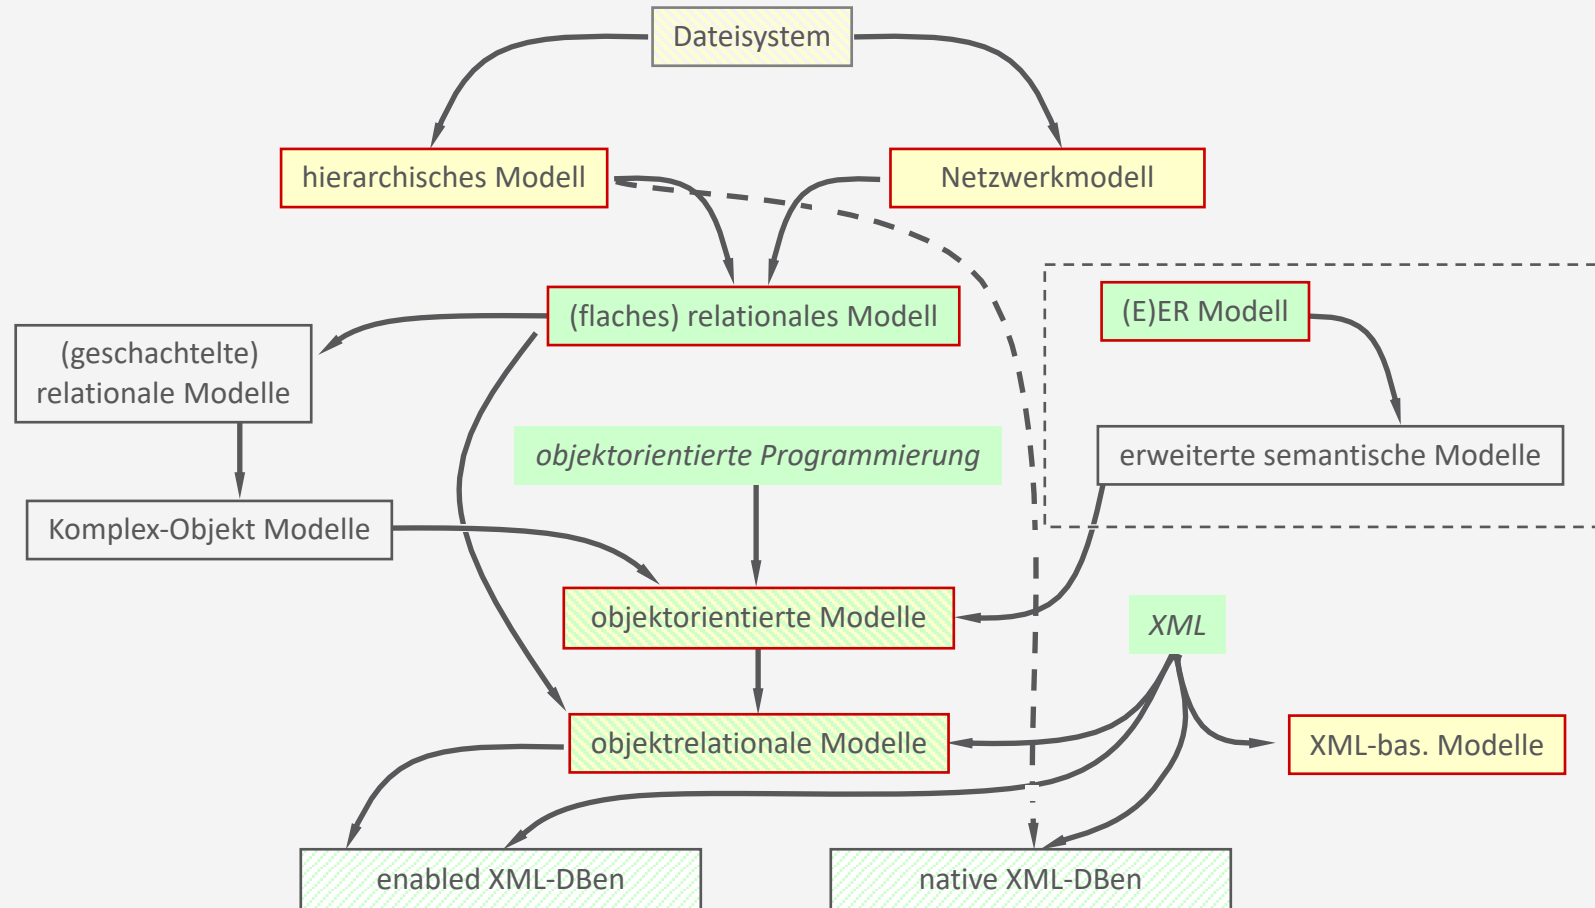 Dateisystem
hierarchisches Modell
Netzwerkmodell
(flaches) relationales Modell
(E)ER Modell
(geschachtelte)
relationale Modelle
objektorientierte Programmierung
erweiterte semantische Modelle
Komplex-Objekt Modelle
objektorientierte Modelle
XML
objektrelationale Modelle
XML-bas. Modelle
enabled XML-DBen
native XML-DBen